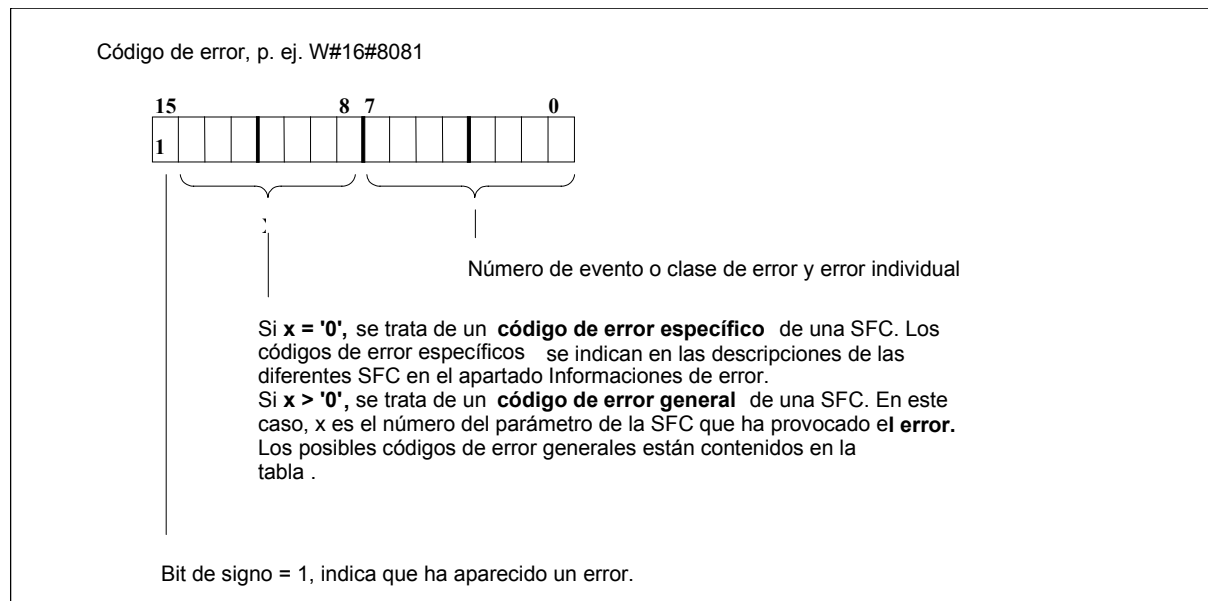 Código de error, p. ej. W#16#8081
15 8 7 0
1
Número de evento o clase de error y error individual
Si x = '0', se trata de un código de error específico de una SFC. Los
códigos de error específicos se indican en las descripciones de las
diferentes SFC en el apartado Informaciones de error.
Si x > '0', se trata de un código de error general de una SFC. En este
caso, x es el número del parámetro de la SFC que ha provocado el error.
Los posibles códigos de error generales están contenidos en la
tabla .
Bit de signo = 1, indica que ha aparecido un error.